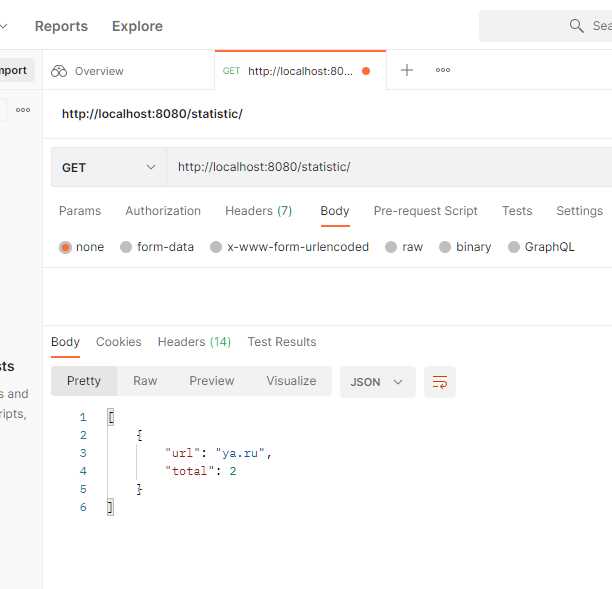 Reports Explore Sea
mport Overview GET http://localhost:80... + ooo
ooo http://localhost:8080/statistic/
GET http://localhost:8080/statistic/
Params Authorization Headers (7) Body Pre-request Script Tests Settings
none form-data x-www-form-urlencoded raw binary GraphQL
Body Cookies Headers (14) Test Results
sts
Pretty Raw Preview Visualize JSON
s and
ripts,
1 [
2 {
3 "url": "ya.ru",
4 "total": 2
5 }
6 ]